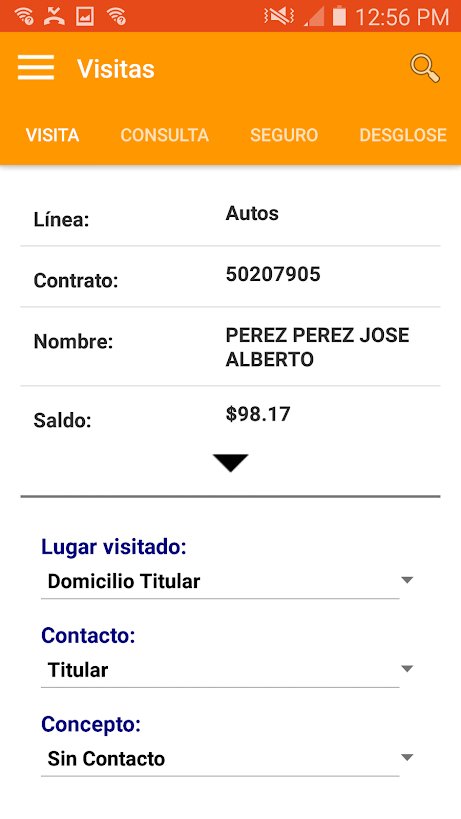 12:56 PM
Visitas
VISITA CONSULTA SEGURO DESGLOSE
Línea: Autos
Contrato: 50207905
Nombre: PEREZ PEREZ JOSE
ALBERTO
Saldo: $98.17
Lugar visitado:
Domicilio Titular
Contacto:
Titular
Concepto:
Sin Contacto